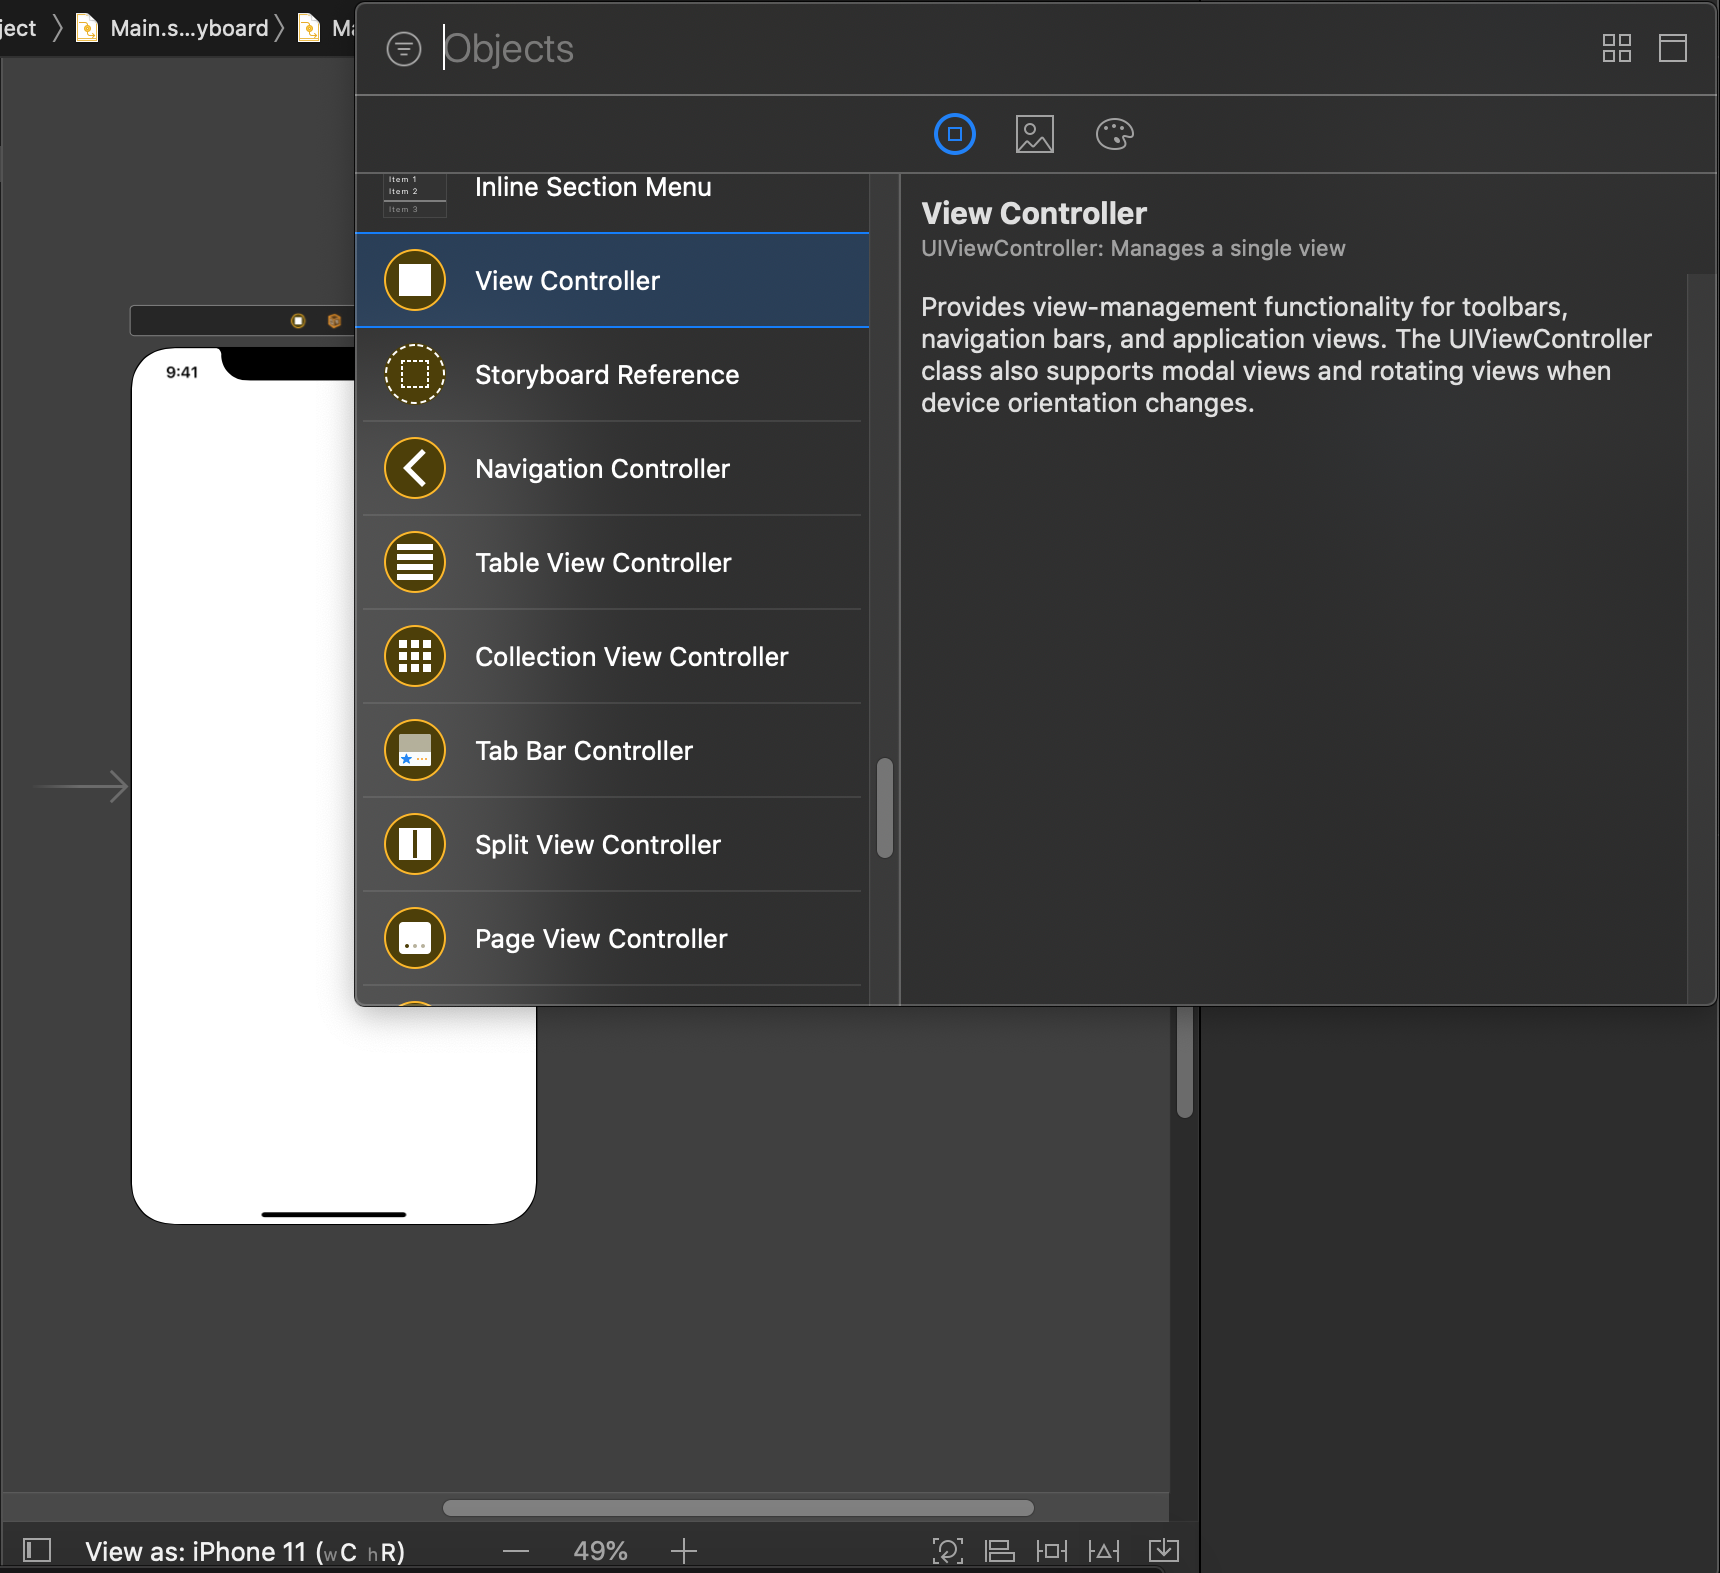 ject 〉 Main.s...yboard 〉 Ma
Objects
Item 1
Item 2
Item 3
Inline Section Menu
View Controller
Storyboard Reference
Navigation Controller
Table View Controller
Collection View Controller
Tab Bar Controller
Split View Controller
Page View Controller
View Controller
UIViewController: Manages a single view
Provides view-management functionality for toolbars,
navigation bars, and application views. The UIViewController
class also supports modal views and rotating views when
device orientation changes.
9:41
View as: iPhone 11 (wC hR)
49%